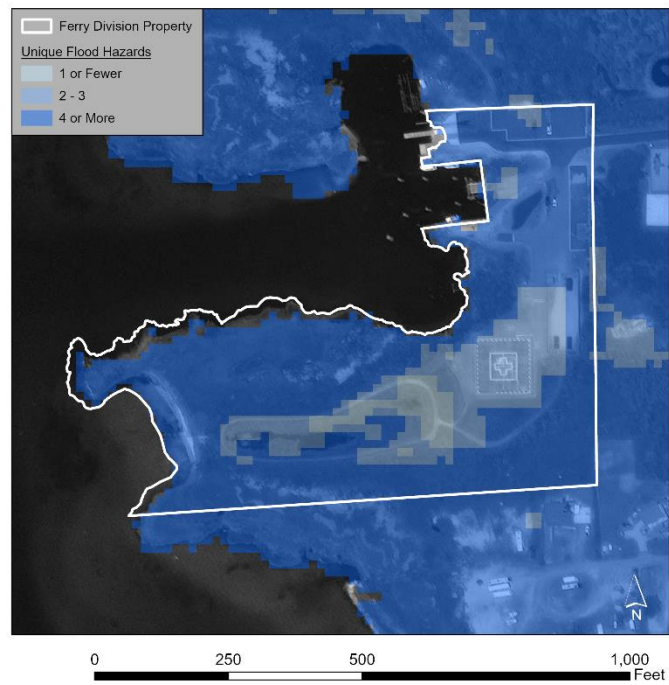 Ferry Division Property
Unique Flood Hazards
1 or Fewer
2 - 3
4 or More
N
0 250 500 1,000
Feet